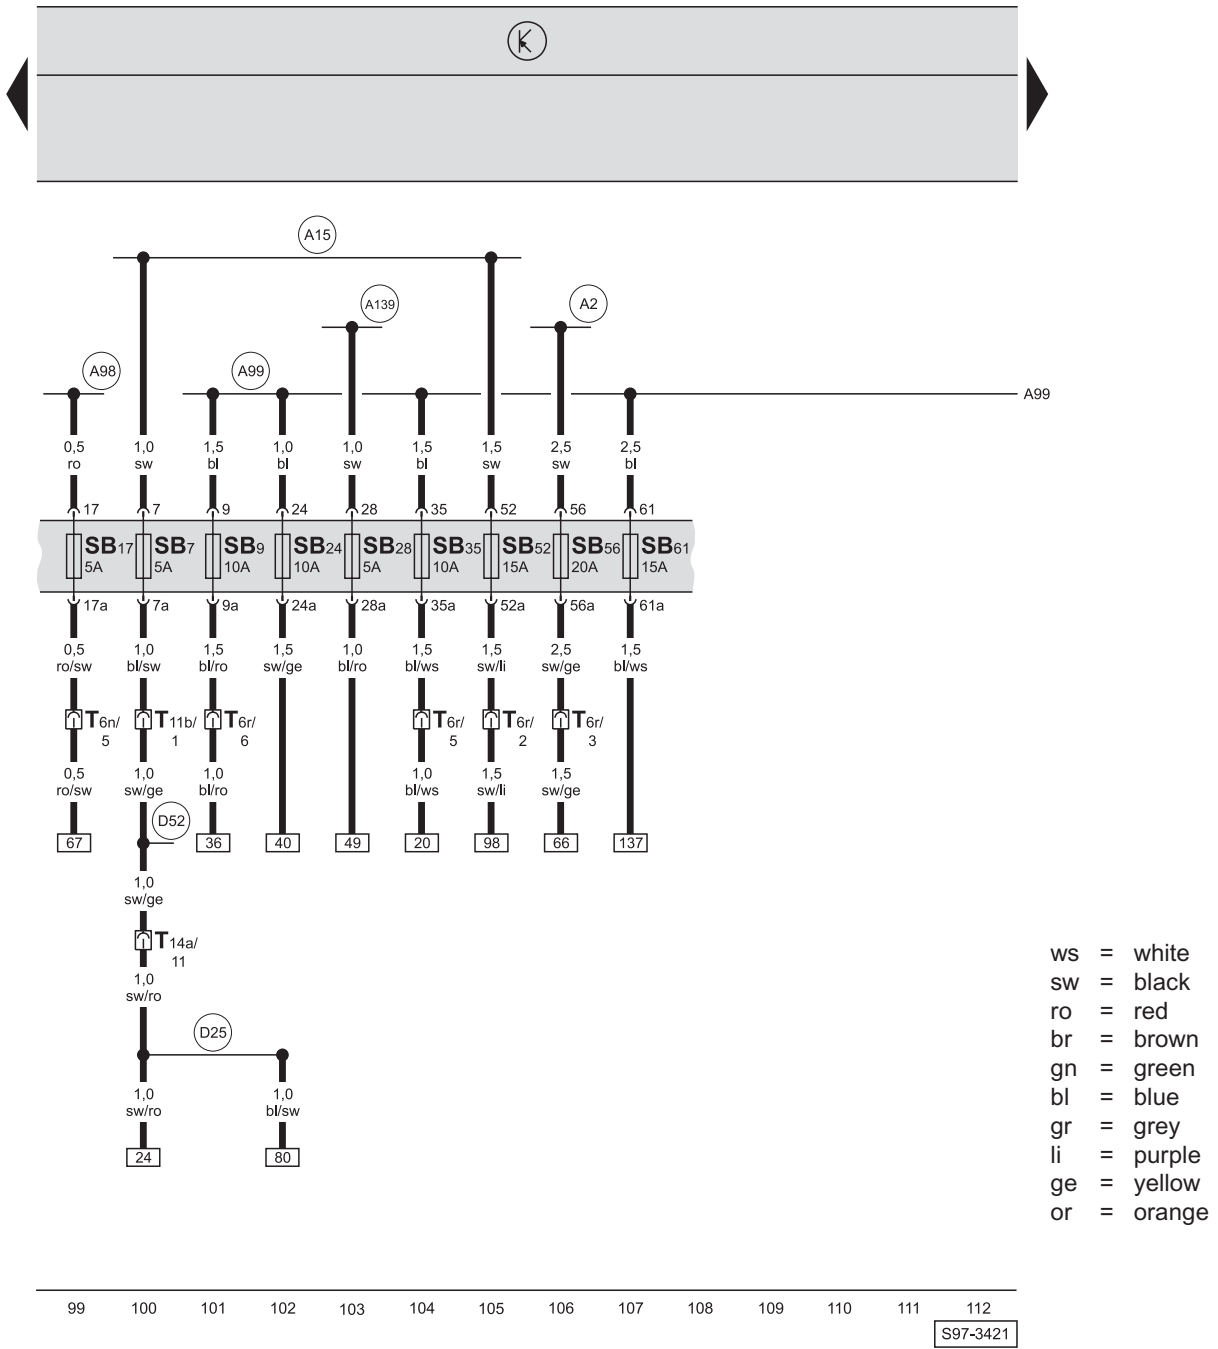 A15
A139
A2
A98
A99
A99
0,5 1,0 1,5 1,0 1,0 1,5 1,5 2,5 2,5
ro sw bl bl sw bl sw sw bl
17 7 9 24 28 35 52 56 61
SB17 SB7 SB9 SB24 SB28 SB35 SB52 SB56 SB61
5A 5A 10A 10A 5A 10A 15A 20A 15A
17a 7a 9a 24a 28a 35a 52a 56a 61a
0,5 1,0 1,5 1,5 1,0 1,5 1,5 2,5 1,5
ro/sw bl/sw bl/ro sw/ge bl/ro bl/ws sw/li sw/ge bl/ws
T6n/ T11b/ T6r/ T6r/ T6r/ T6r/
5 1 6 5 2 3
0,5 1,0 1,0 1,0 1,5 1,5
ro/sw sw/ge bl/ro bl/ws sw/li sw/ge
D52
67 36 40 49 20 98 66 137
1,0
sw/ge
T14a/
11
1,0
sw/ro
D25
1,0 1,0
sw/ro bl/sw
24 80
ws = white
sw = black
ro = red
br = brown
gn = green
bl = blue
gr = grey
li = purple
ge = yellow
or = orange
99 100 101 102 103 104 105 106 107 108 109 110 111 112
S97-3421